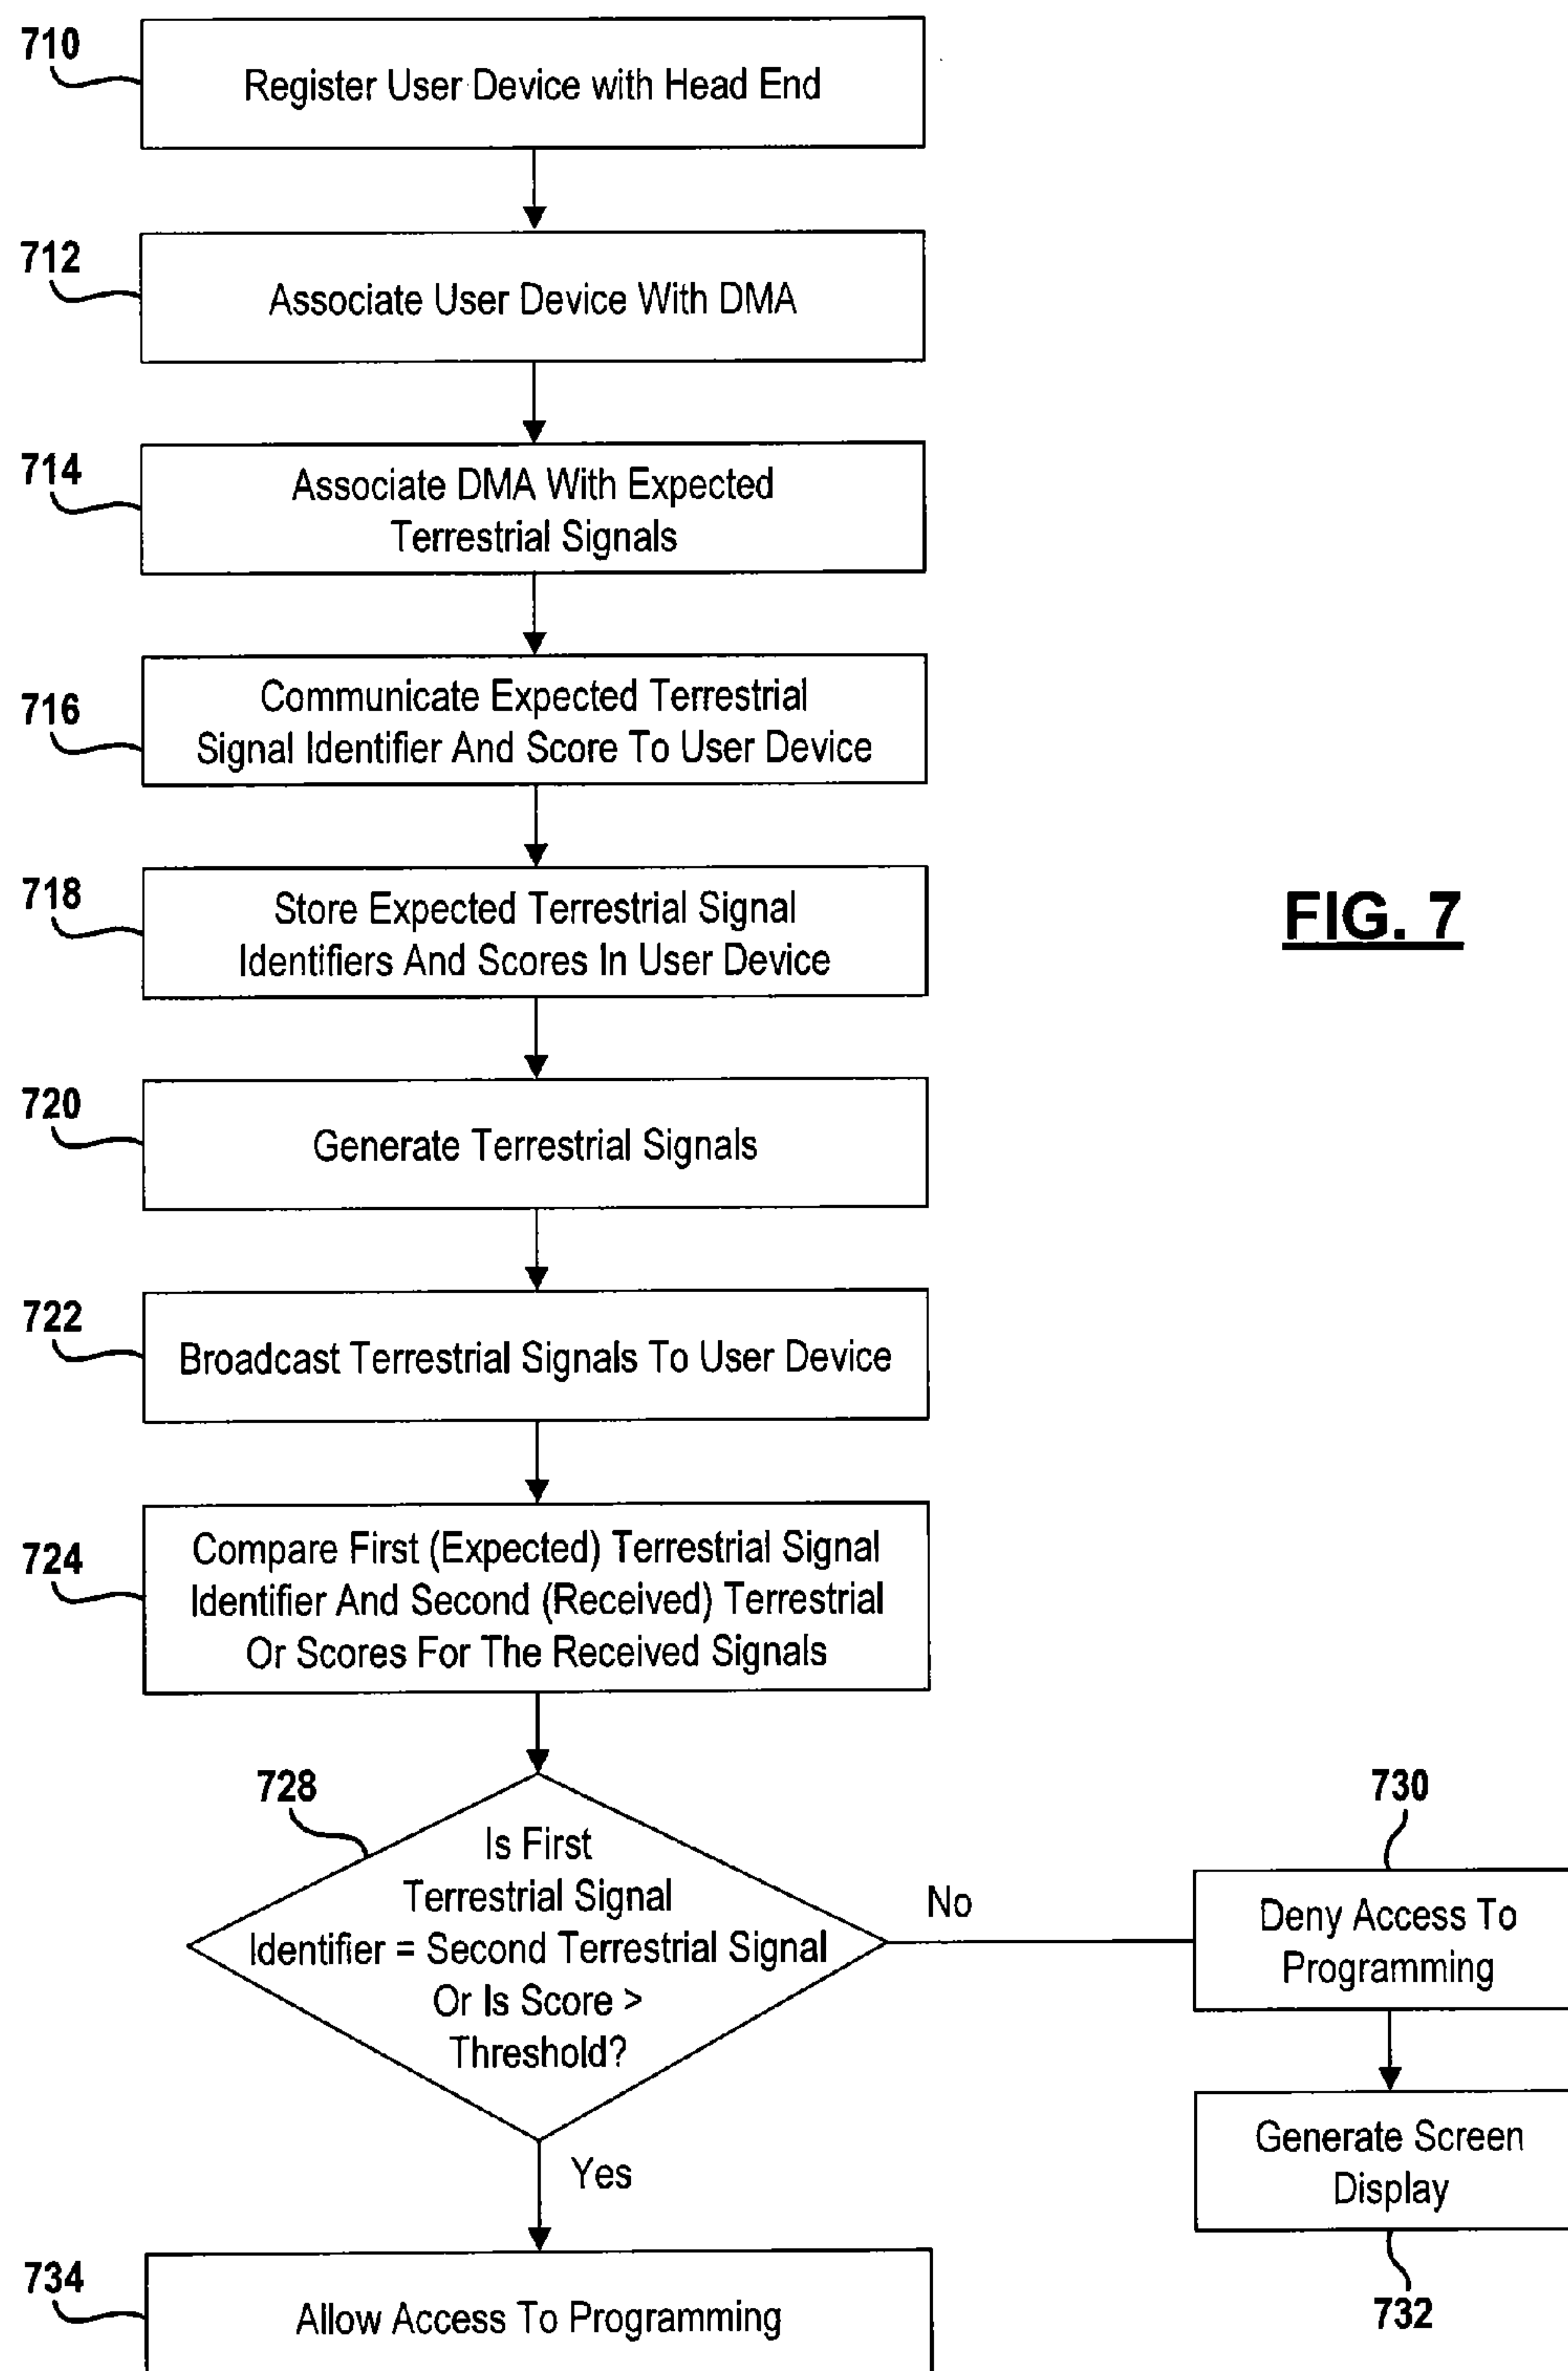 710
Register User Device with Head End
712
Associate User Device With DMA
714
Associate DMA With Expected
Terrestrial Signals
716
Communicate Expected Terrestrial
Signal Identifier And Score To User Device
718
Store Expected Terrestrial Signal
Identifiers And Scores In User Device
FIG. 7
720
Generate Terrestrial Signals
722
Broadcast Terrestrial Signals To User Device
724
Compare First (Expected) Terrestrial Signal
Identifier And Second (Received) Terrestrial
Or Scores For The Received Signals
728
Is First
Terrestrial Signal
Identifier = Second Terrestrial Signal
Or Is Score >
Threshold?
No
730
Deny Access To
Programming
Generate Screen
Display
732
Yes
734
Allow Access To Programming